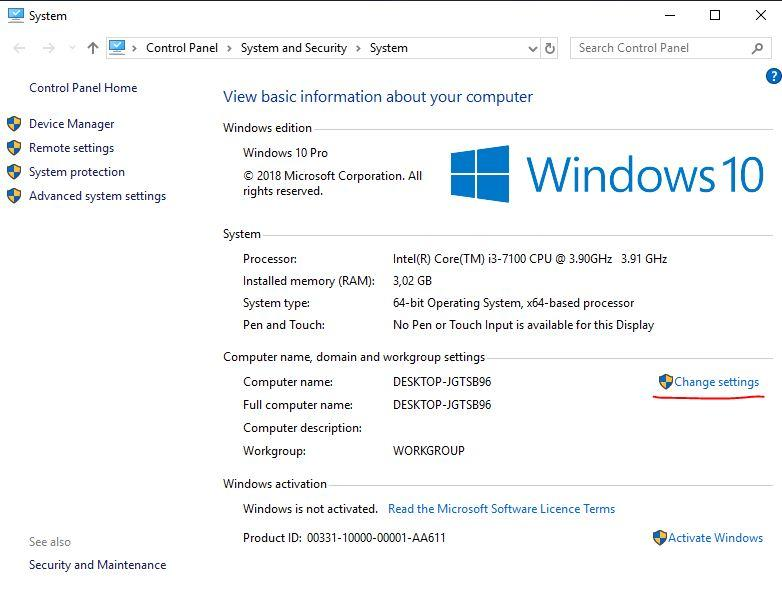 System
Control Panel > System and Security > System
Search Control Panel
?
Control Panel Home
Device Manager
Remote settings
System protection
Advanced system settings
View basic information about your computer
Windows edition
Windows 10 Pro
© 2018 Microsoft Corporation. All
rights reserved.
Windows 10
System
Processor: Intel(R) Core(TM) i3-7100 CPU @ 3.90GHz 3.91 GHz
Installed memory (RAM): 3,02 GB
System type: 64-bit Operating System, x64-based processor
Pen and Touch: No Pen or Touch Input is available for this Display
Computer name, domain and workgroup settings
Computer name: DESKTOP-JGTSB96 Change settings
Full computer name: DESKTOP-JGTSB96
Computer description:
Workgroup: WORKGROUP
Windows activation
Windows is not activated. Read the Microsoft Software Licence Terms
Product ID: 00331-10000-00001-AA611 Activate Windows
See also
Security and Maintenance